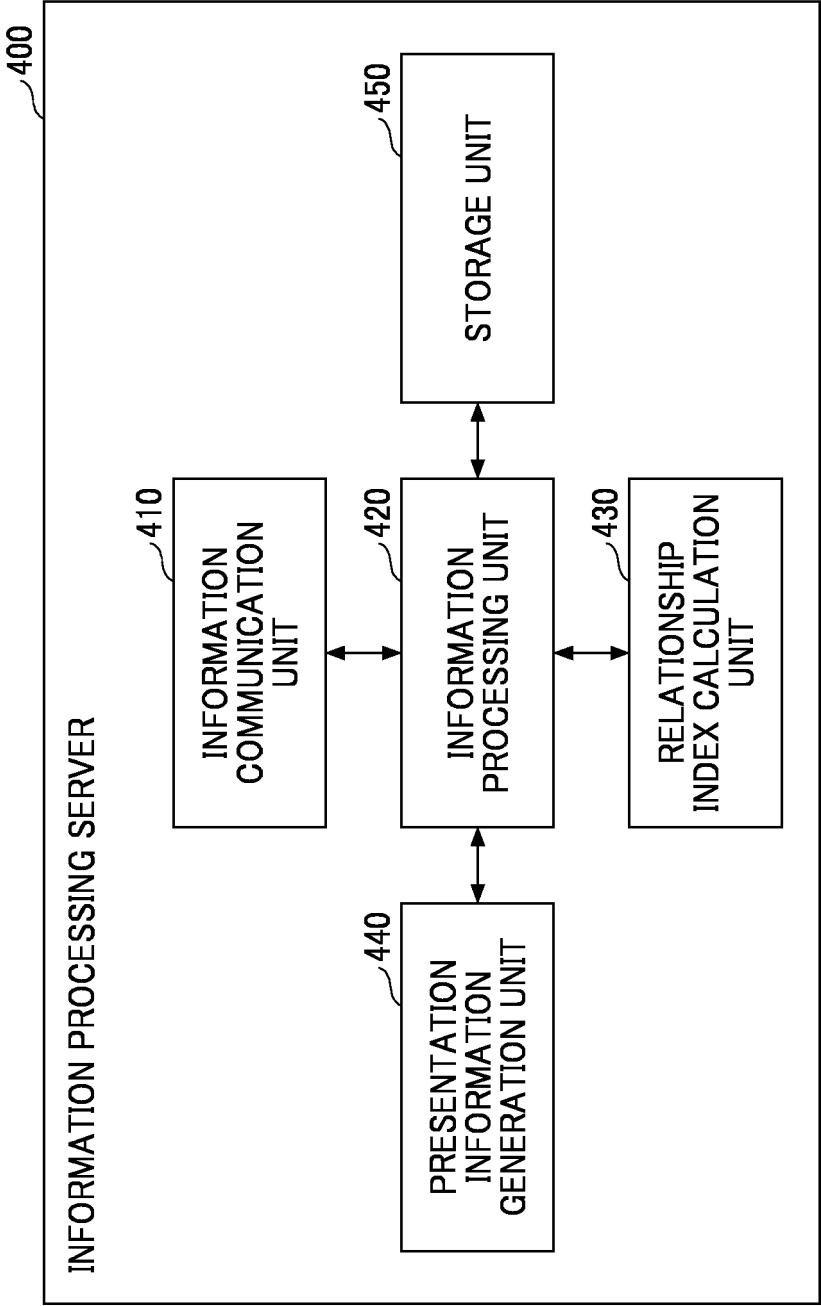 INFORMATION PROCESSING SERVER
400
410
INFORMATION
COMMUNICATION
UNIT
440
PRESENTATION
INFORMATION
GENERATION UNIT
420
INFORMATION
PROCESSING UNIT
450
STORAGE UNIT
430
RELATIONSHIP
INDEX CALCULATION
UNIT